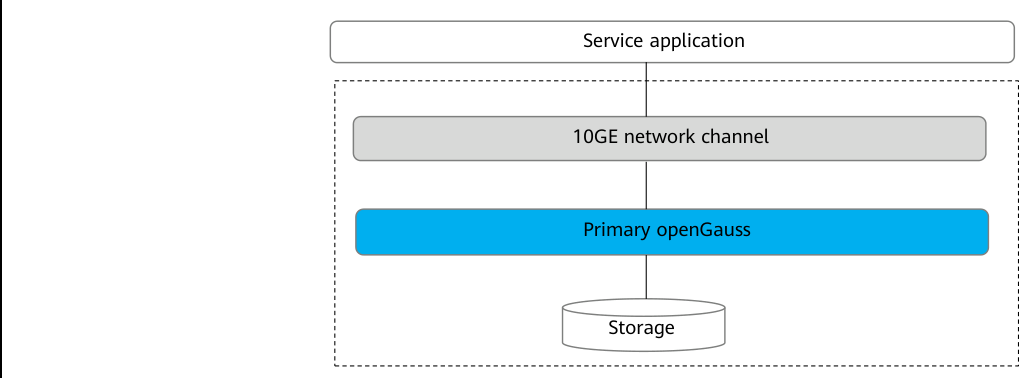 Service application
10GE network channel
Primary openGauss
Storage